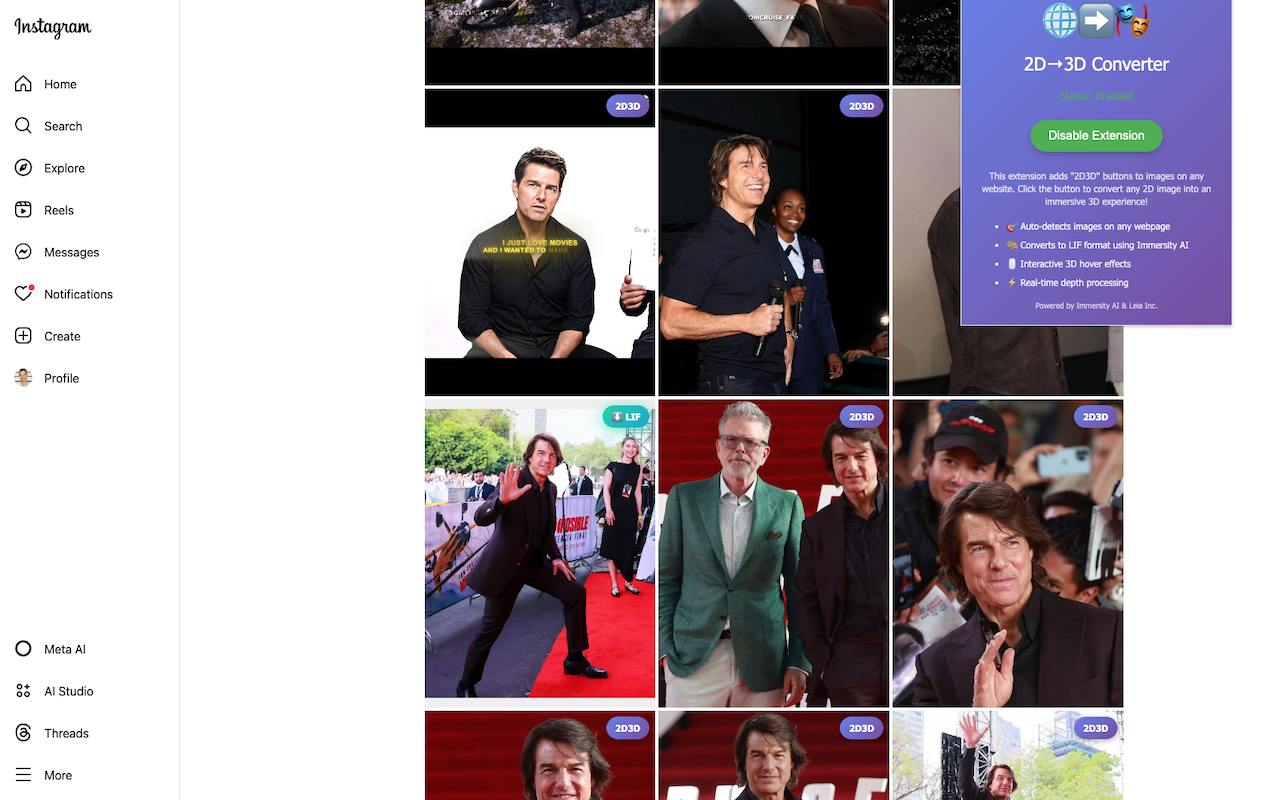 Instagram
Home
Search
Explore
Reels
Messages
Notifications
Create
Profile
Meta AI
AI Studio
Threads
More
2D3D
I JUST LOVE MOVIES
AND I WANTED TO MAKE
Google
2D3D
LIF
2D3D
2D3D
2D3D
2D3D
2D3D
2D→3D Converter
Status: Enabled
Disable Extension
This extension adds "2D3D" buttons to images on any
website. Click the button to convert any 2D image into an
immersive 3D experience!
Auto-detects images on any webpage
Converts to LIF format using Immersity AI
Interactive 3D hover effects
Real-time depth processing
Powered by Immersity AI & Leia Inc.